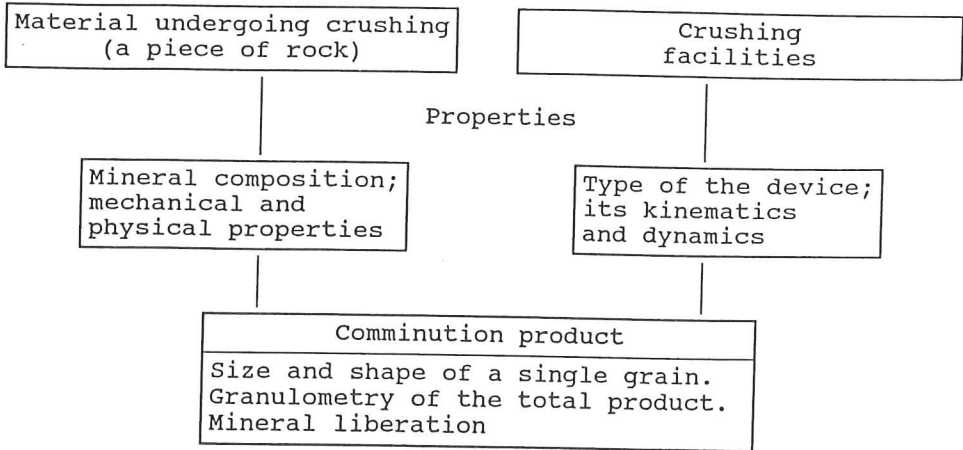 Material undergoing crushing
(a piece of rock)
Crushing
facilities
Properties
Mineral composition;
mechanical and
physical properties
Type of the device;
its kinematics
and dynamics
Comminution product
Size and shape of a single grain.
Granulometry of the total product.
Mineral liberation